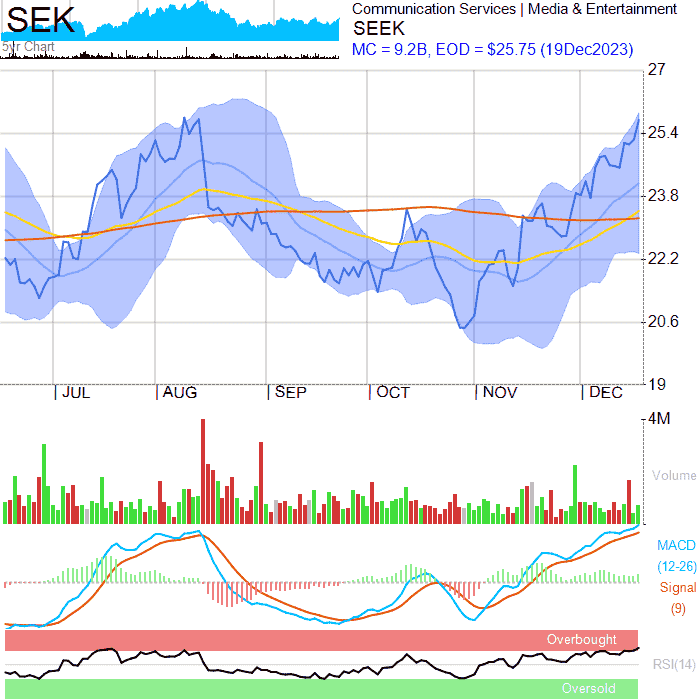 SEK
5yr Chart
Communication Services | Media & Entertainment
SEEK
MC = 9.2B, EOD = $25.75 (19Dec2023)
27
25.4
23.8
22.2
20.6
19
JUL AUG SEP OCT NOV DEC
4M
Volume
MACD
(12-26)
Signal
(9)
Overbought
RSI(14)
Oversold